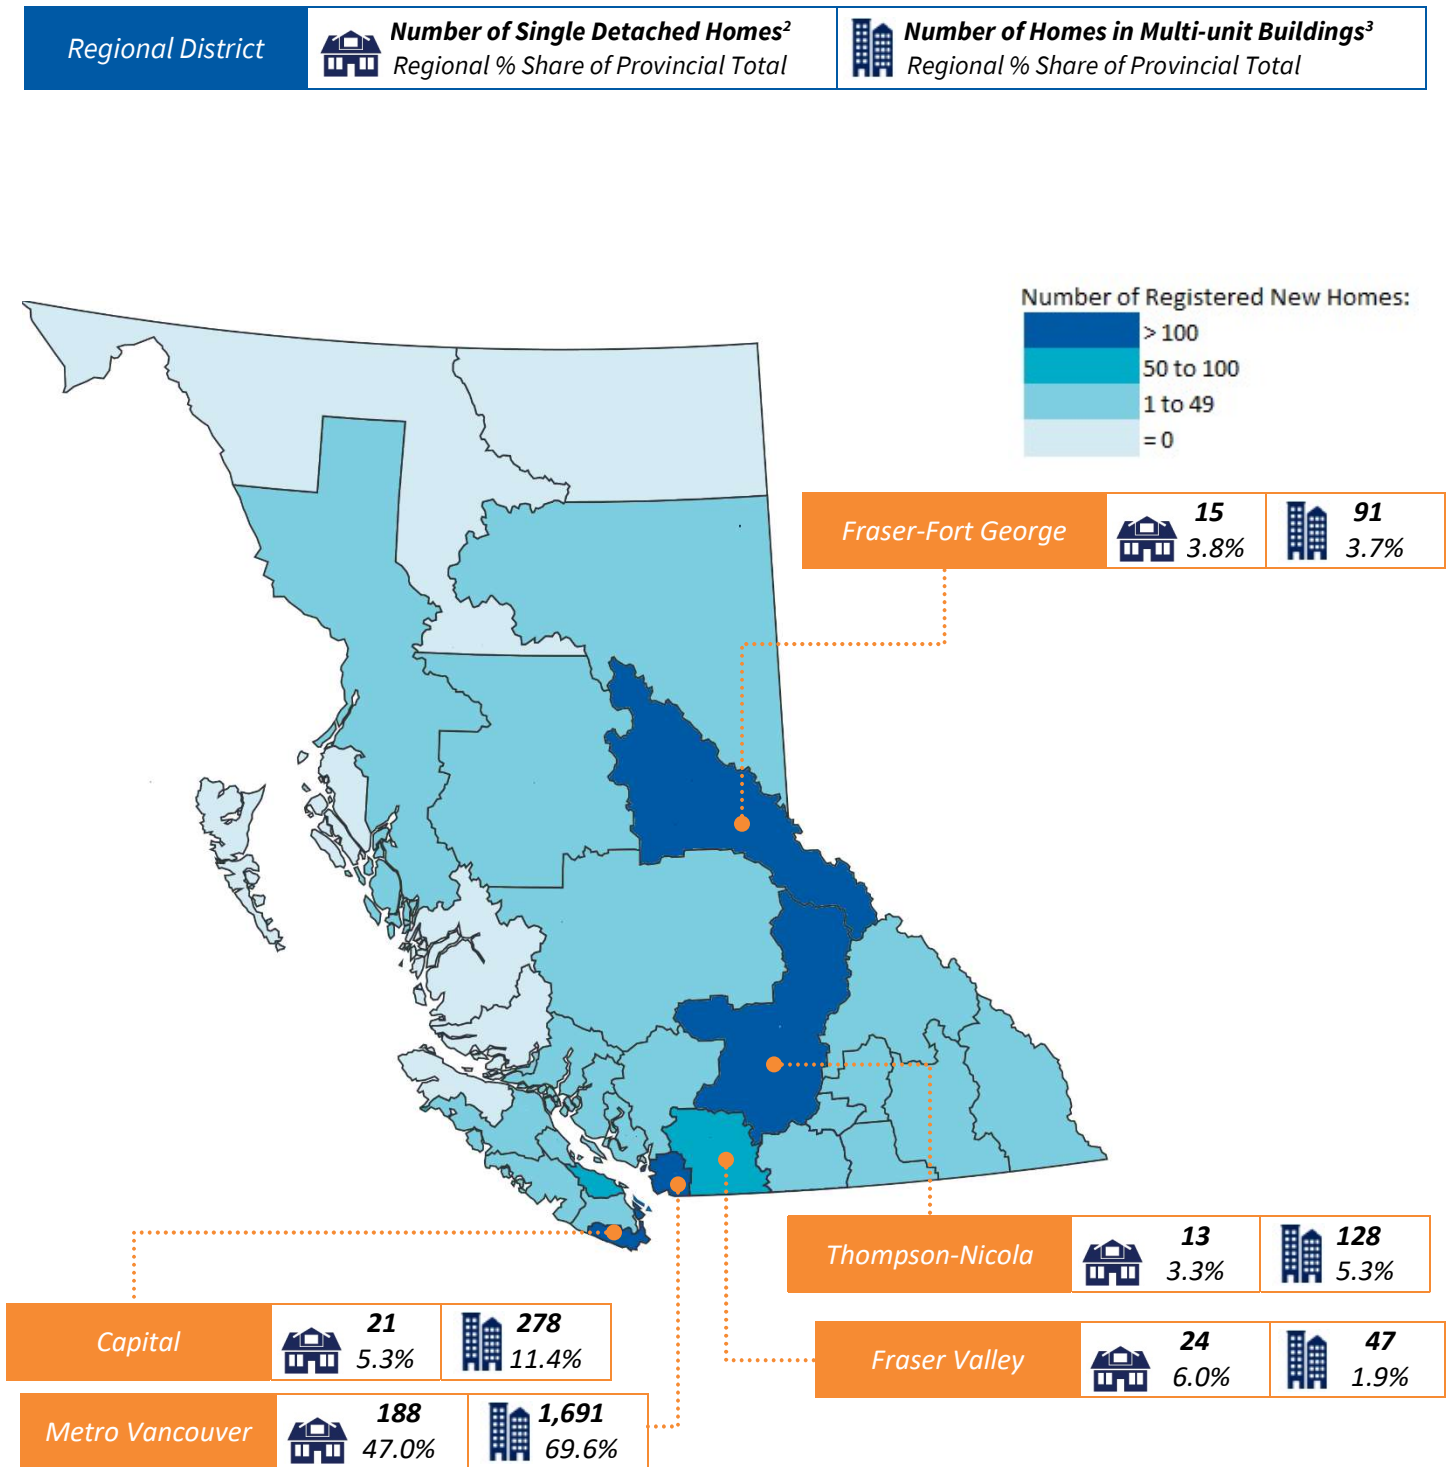 Regional District
Number of Single Detached Homes²
Regional % Share of Provincial Total
Number of Homes in Multi-unit Buildings³
Regional % Share of Provincial Total
Number of Registered New Homes:
> 100
50 to 100
1 to 49
= 0
Fraser-Fort George
15
3.8%
91
3.7%
Thompson-Nicola
13
3.3%
128
5.3%
Capital
21
5.3%
278
11.4%
Fraser Valley
24
6.0%
47
1.9%
Metro Vancouver
188
47.0%
1,691
69.6%